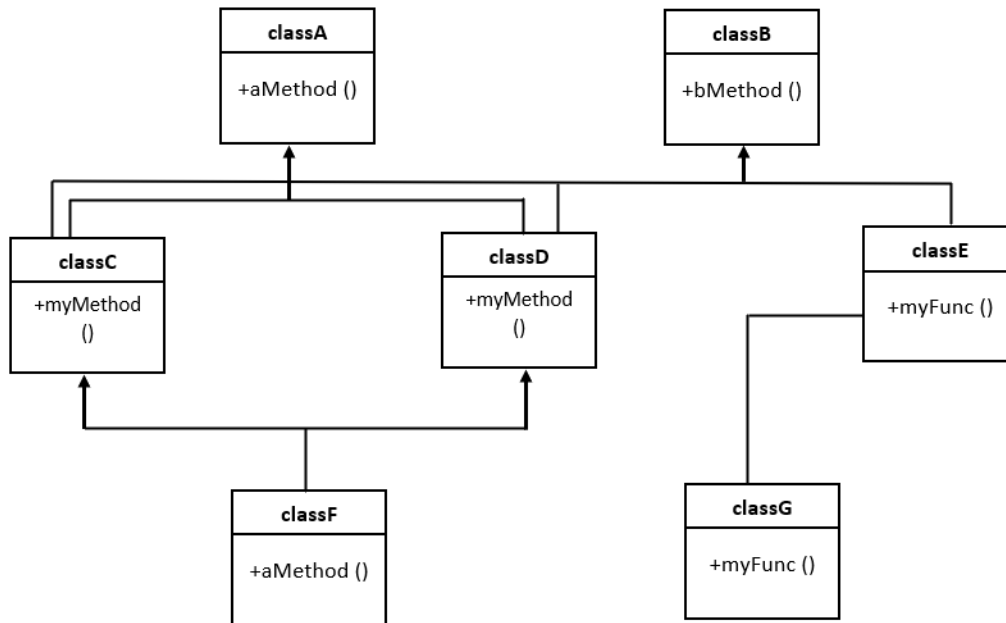 classA
+aMethod ()
classB
+bMethod ()
classC
+myMethod
()
classD
+myMethod
()
classE
+myFunc ()
classF
+aMethod ()
classG
+myFunc ()